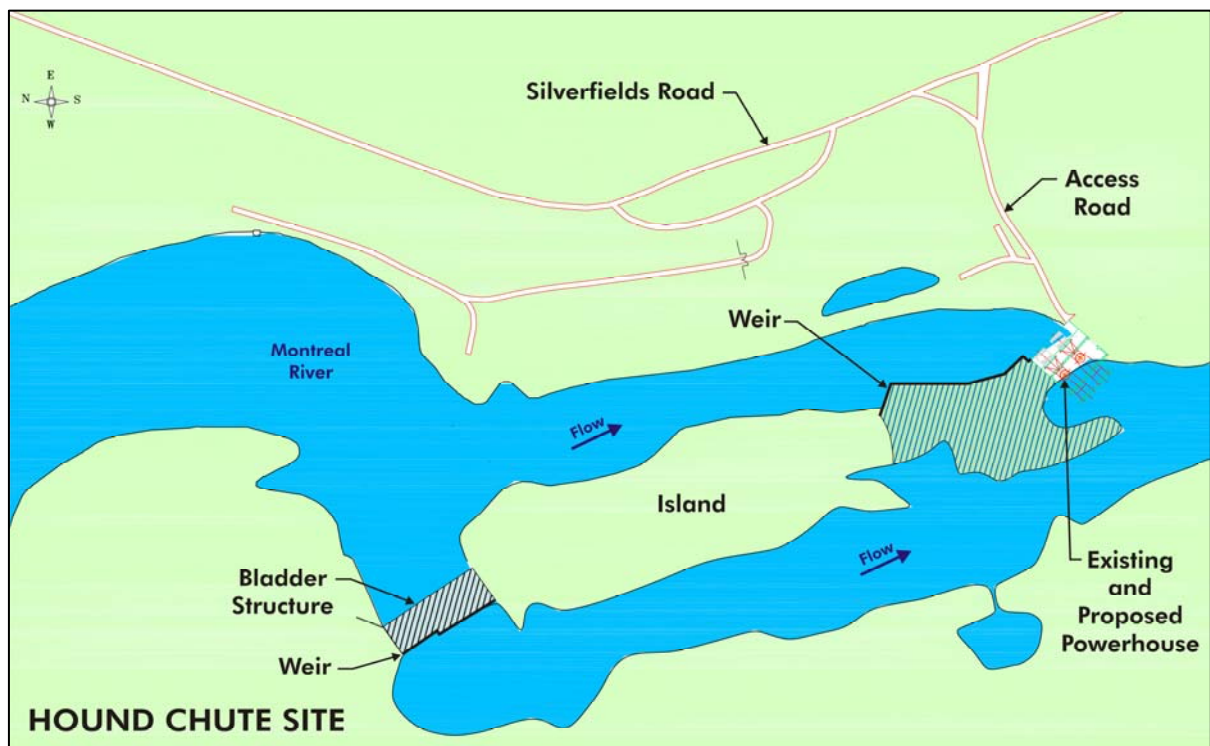 E
N S
W
Silverfields Road
Access
Road
Weir
Montreal
River
Flow
Island
Flow
Bladder
Structure
Existing
and
Proposed
Powerhouse
Weir
HOUND CHUTE SITE